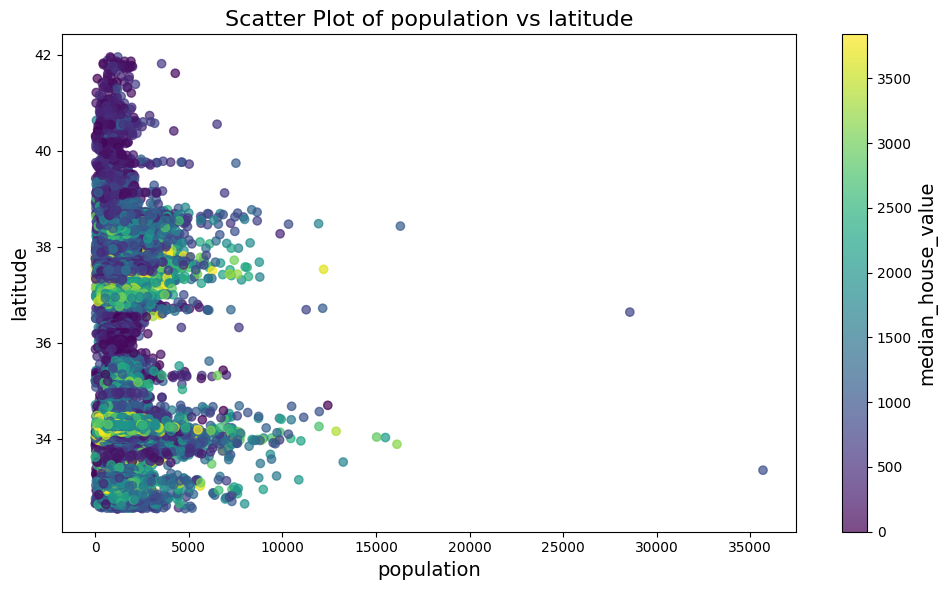 Scatter Plot of population vs latitude
42
40
38
36
34
latitude
0 5000 10000 15000 20000 25000 30000 35000
population
3500
3000
2500
2000
1500
1000
500
0
median_house_value